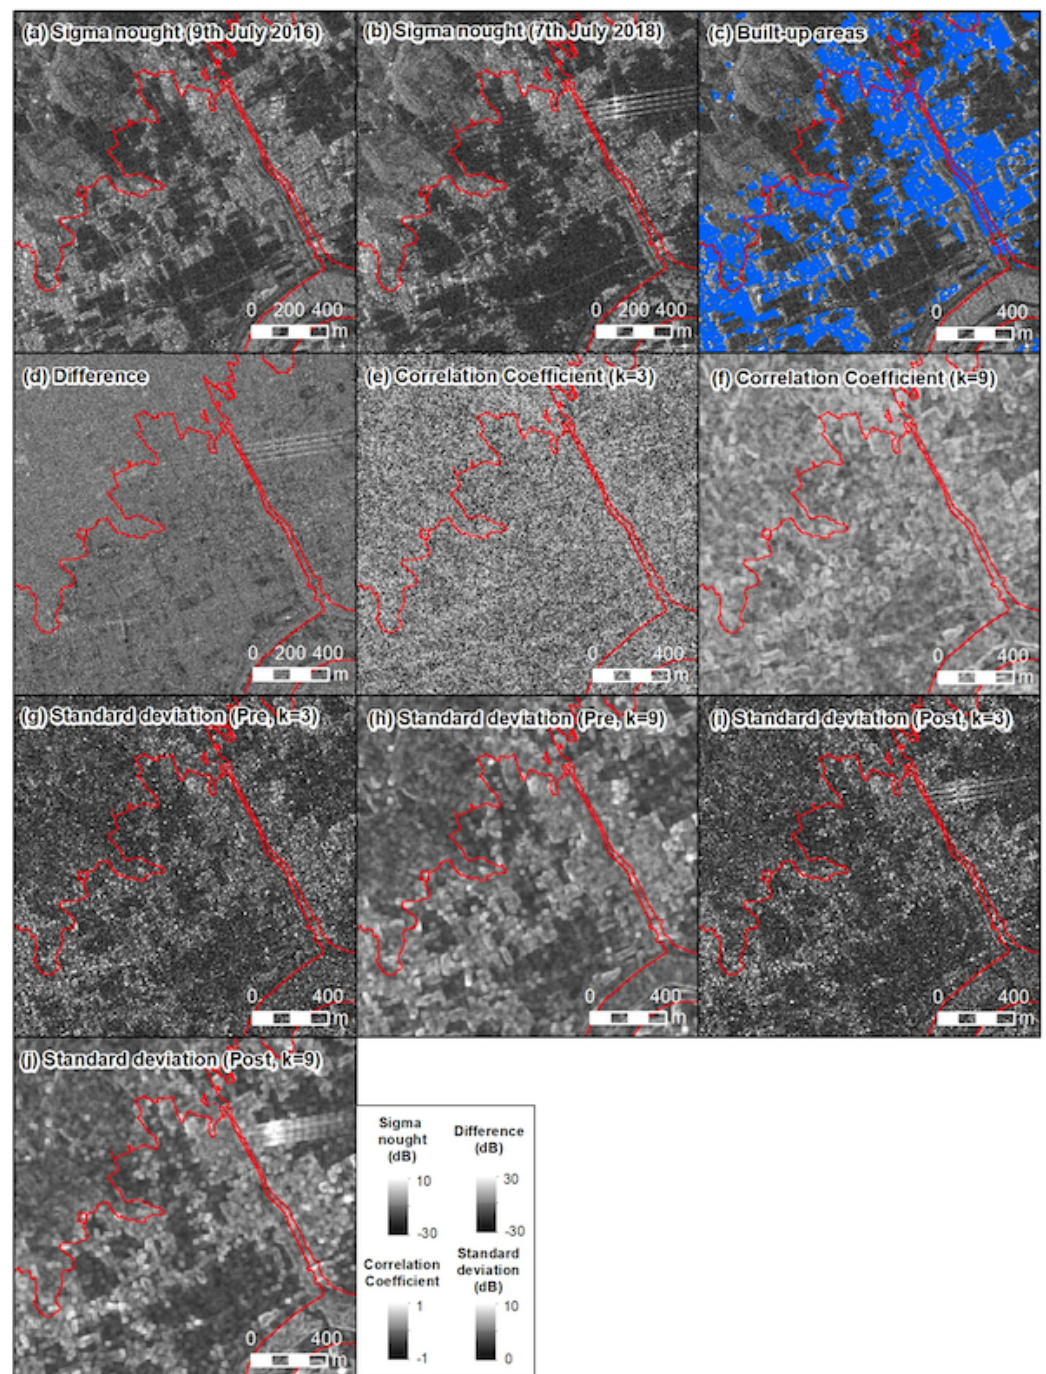 (a) Sigma nought (9th July 2016)
(b) Sigma nought (7th July 2018)
(c) Built-up areas
0 200 400
m
0 200 400
m
0 400
m
(d) Difference
(e) Correlation Coefficient (k=3)
(f) Correlation Coefficient (k=9)
0 200 400
m
0 400
m
0 400
m
(g) Standard deviation (Pre, k=3)
(h) Standard deviation (Pre, k=9)
(i) Standard deviation (Post, k=3)
0 400
m
0 400
m
0 400
m
(j) Standard deviation (Post, k=9)
0 400
m
Sigma
nought
(dB)
10
-30
Difference
(dB)
30
-30
Correlation
Coefficient
1
-1
Standard
deviation
(dB)
10
0